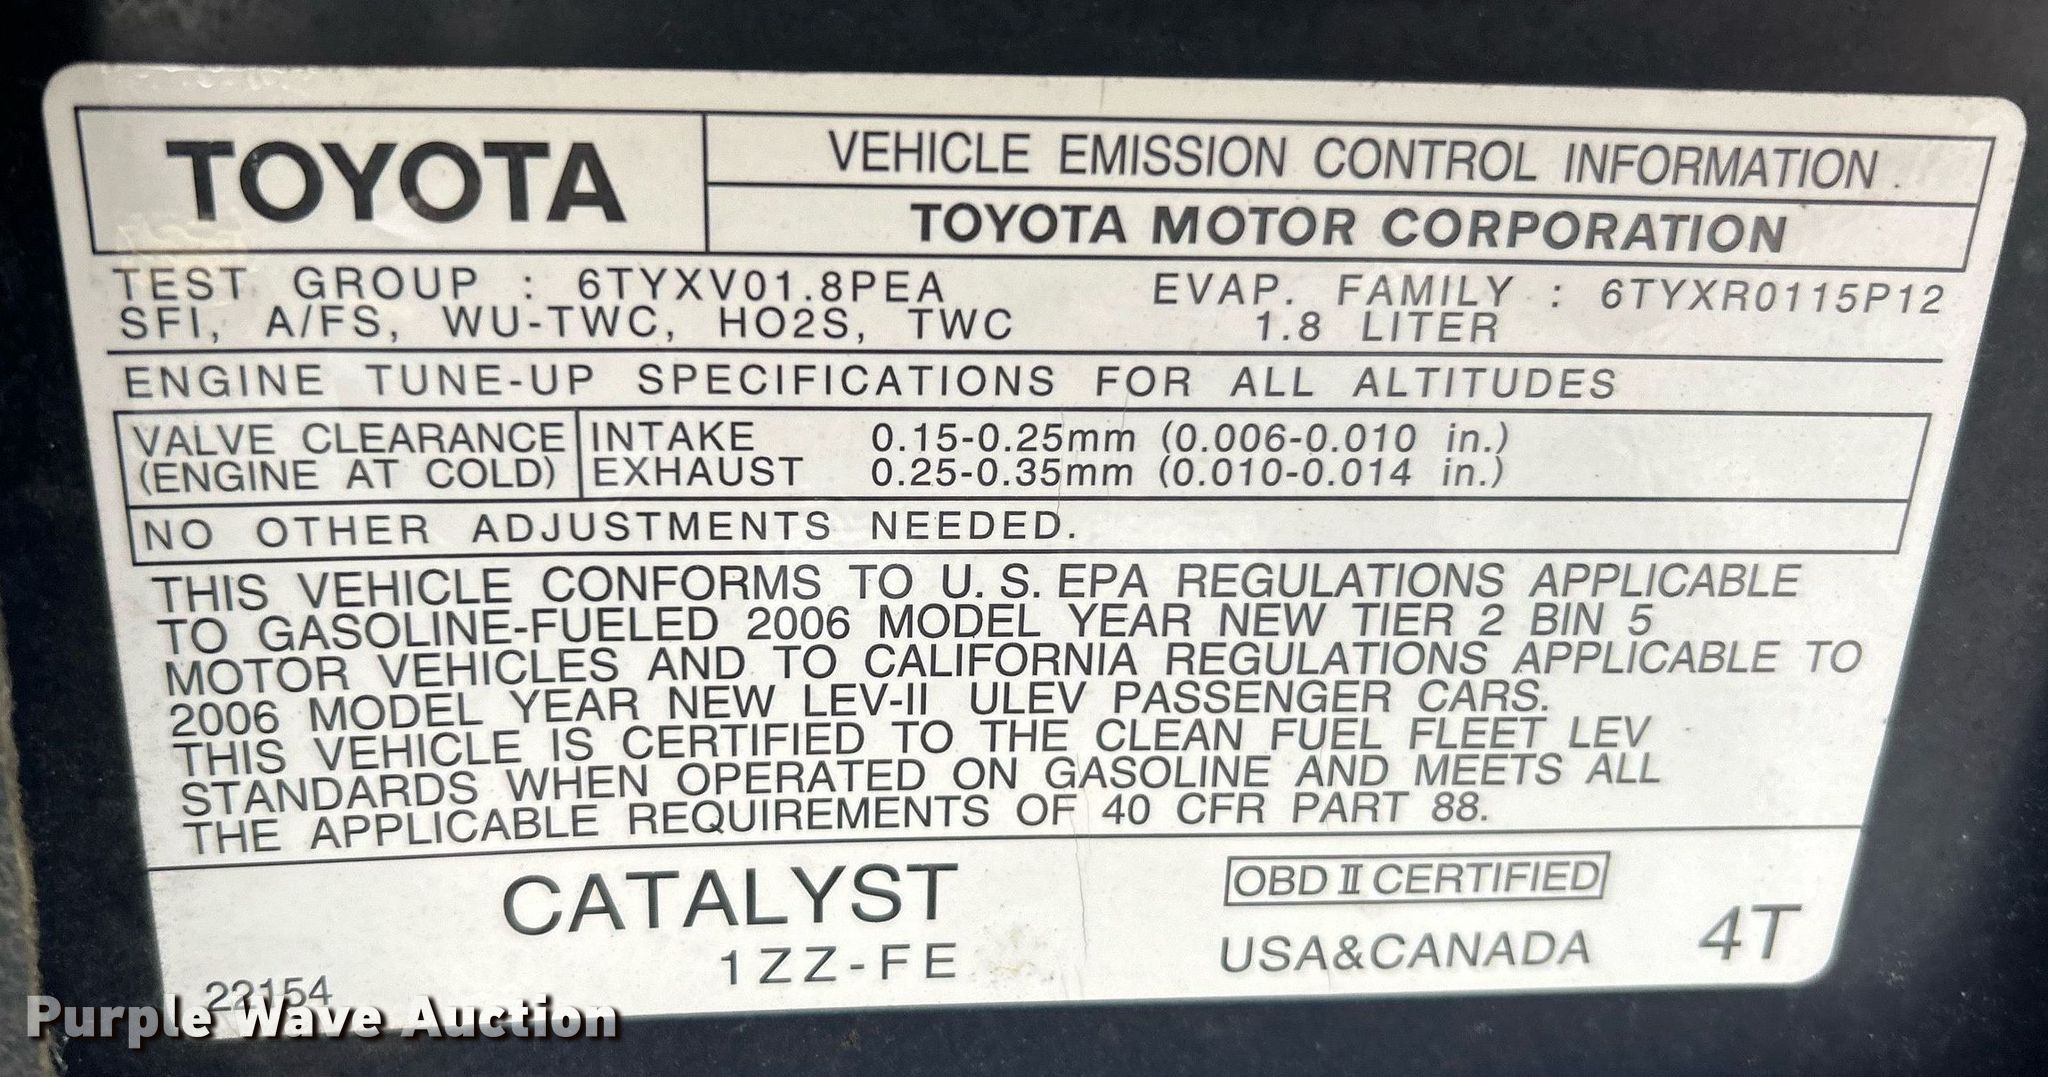 TOYOTA
VEHICLE EMISSION CONTROL INFORMATION
TOYOTA MOTOR CORPORATION
TEST GROUP : 6TYXV01.8PEA EVAP. FAMILY : 6TYXR0115P12
SFI, A/FS, WU-TWC, HO2S, TWC 1.8 LITER
ENGINE TUNE-UP SPECIFICATIONS FOR ALL ALTITUDES
VALVE CLEARANCE INTAKE 0.15-0.25mm (0.006-0.010 in.)
(ENGINE AT COLD) EXHAUST 0.25-0.35mm (0.010-0.014 in.)
NO OTHER ADJUSTMENTS NEEDED.
THIS VEHICLE CONFORMS TO U.S. EPA REGULATIONS APPLICABLE
TO GASOLINE-FUELED 2006 MODEL YEAR NEW TIER 2 BIN 5
MOTOR VEHICLES AND TO CALIFORNIA REGULATIONS APPLICABLE TO
2006 MODEL YEAR NEW LEV-II ULEV PASSENGER CARS.
THIS VEHICLE IS CERTIFIED TO THE CLEAN FUEL FLEET LEV
STANDARDS WHEN OPERATED ON GASOLINE AND MEETS ALL
THE APPLICABLE REQUIREMENTS OF 40 CFR PART 88.
CATALYST OBD II CERTIFIED
1ZZ-FE USA&CANADA 4T
22154
Purple Wave Auction